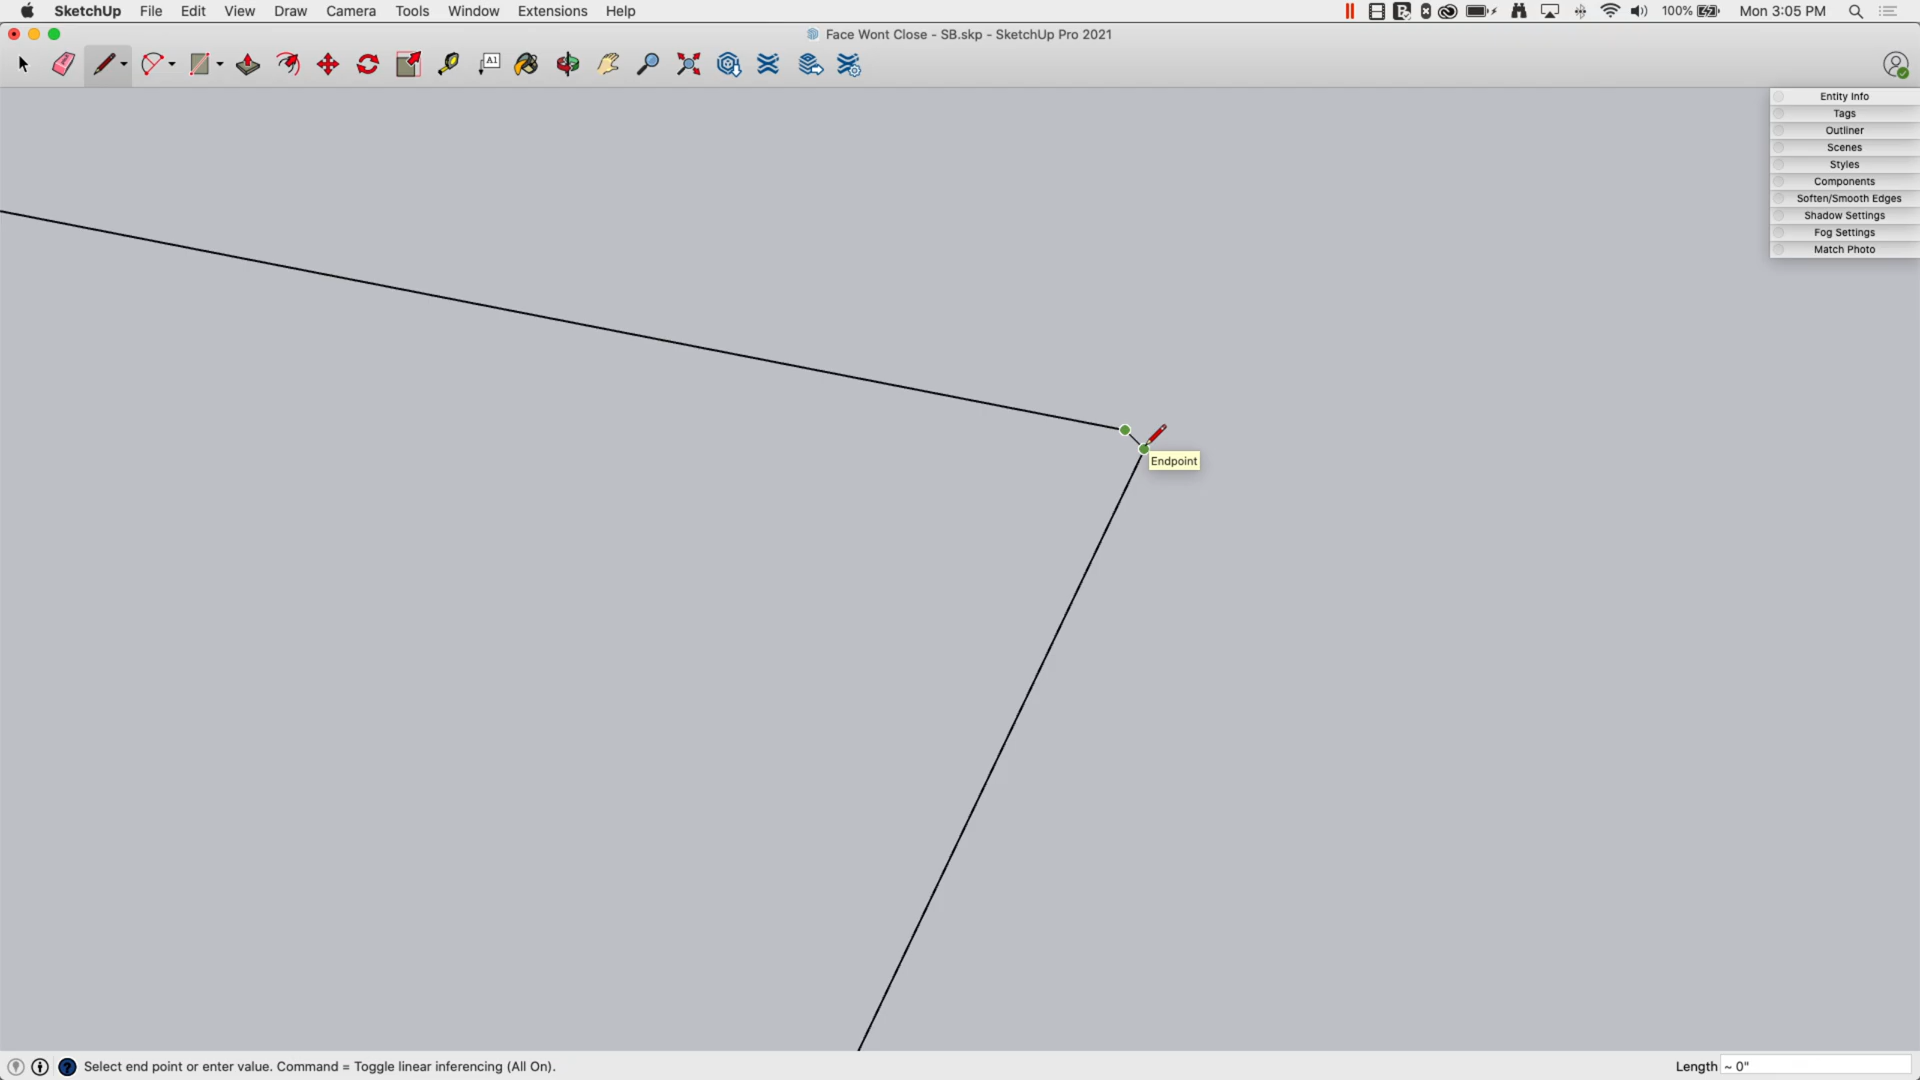 SketchUp File Edit View Draw Camera Tools Window Extensions Help 100% Mon 3:05 PM
Face Wont Close - SB.skp - SketchUp Pro 2021
A1
Entity Info
Tags
Outliner
Scenes
Styles
Components
Soften/Smooth Edges
Shadow Settings
Fog Settings
Match Photo
Endpoint
Select end point or enter value. Command = Toggle linear inferencing (All On). Length ~ 0"